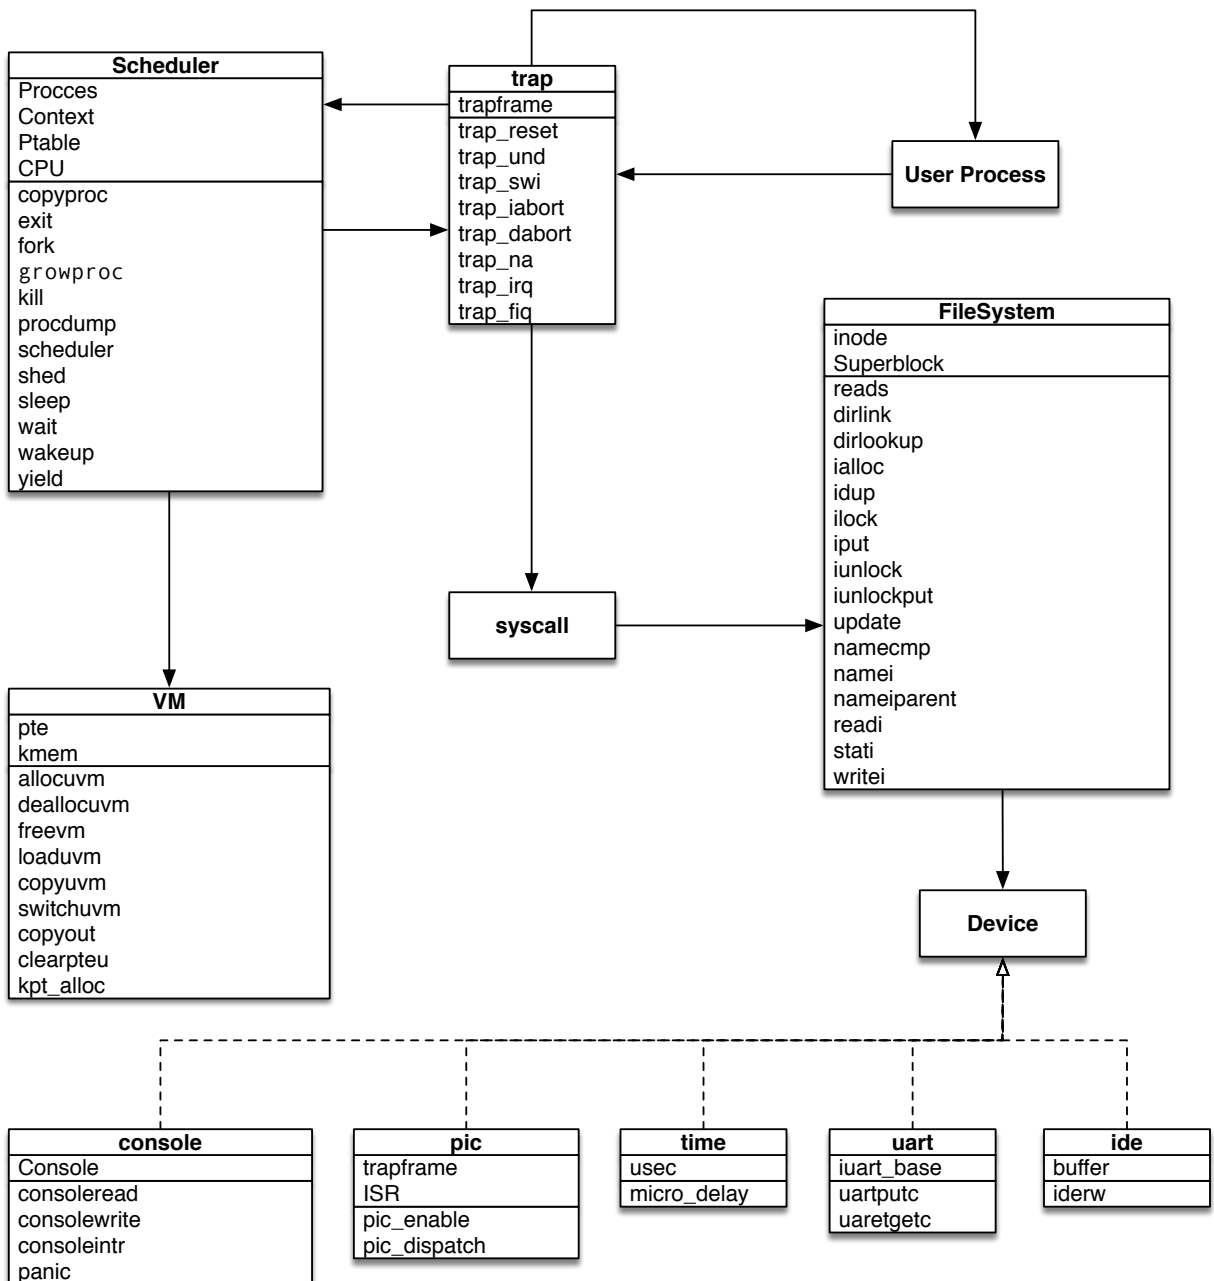 Scheduler
Procces
Context
Ptable
CPU
copyproc
exit
fork
growproc
kill
procdump
scheduler
shed
sleep
wait
wakeup
yield
trap
trapframe
trap_reset
trap_und
trap_swi
trap_iabort
trap_dabort
trap_na
trap_irq
trap_fiq
User Process
FileSystem
inode
Superblock
reads
dirlink
dirlookup
ialloc
idup
ilock
iput
iunlock
iunlockput
update
namecmp
namei
nameiparent
readi
stati
writei
syscall
VM
pte
kmem
allocuvm
deallocuvm
freevm
loaduvm
copyuvm
switchuvm
copyout
clearpteu
kpt_alloc
Device
console
Console
consoleread
consolewrite
consoleintr
panic
pic
trapframe
ISR
pic_enable
pic_dispatch
time
usec
micro_delay
uart
iuart_base
uartputc
uaretgetc
ide
buffer
iderw